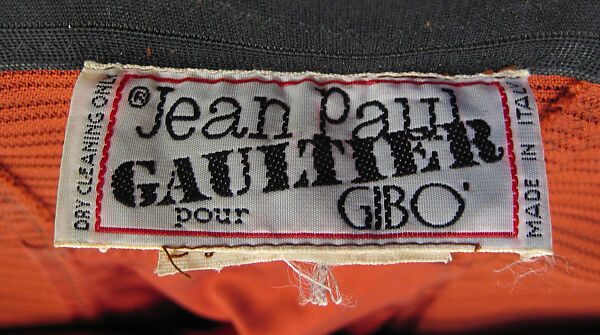 DRY CLEANING ONLY
® Jean Paul
GAULTIER
pour GIBO'
MADE IN ITALY